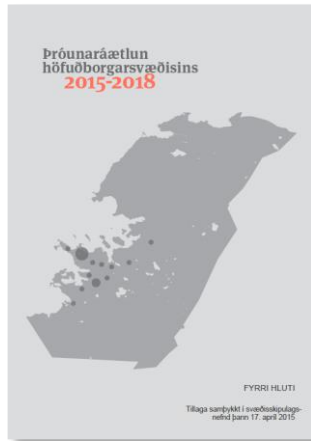 Þróunaráætlun
höfuðborgarsvæðisins
2015-2018
FYRRI HLUTI
Tillaga samþykkt í svæðisskipulags-
nefnd þann 17. apríl 2015